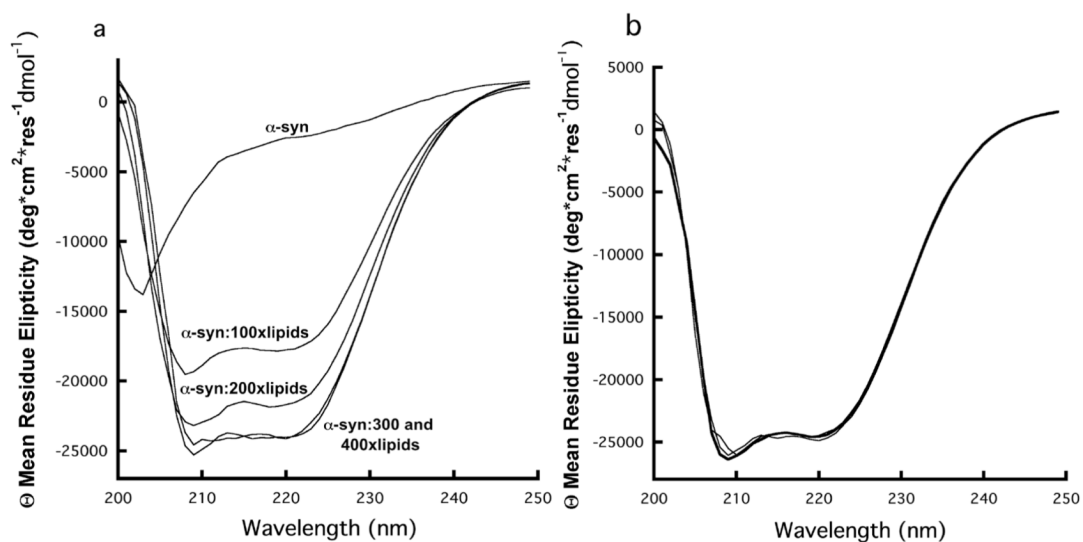 a
Θ Mean Residue Elipticity (deg*cm²*res⁻¹dmol⁻¹)
0
-5000
-10000
-15000
-20000
-25000
α-syn
α-syn:100xlipids
α-syn:200xlipids
α-syn:300 and
400xlipids
200
210
220
230
240
250
Wavelength (nm)
b
Θ Mean Residue Elipticity (deg*cm²*res⁻¹dmol⁻¹)
5000
0
-5000
-10000
-15000
-20000
-25000
200
210
220
230
240
250
Wavelength (nm)